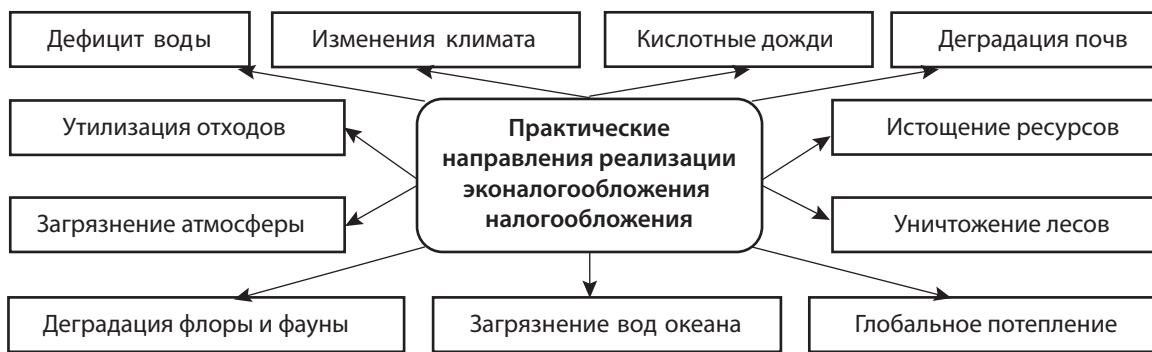 Дефицит воды
Изменения климата
Кислотные дожди
Деградация почв
Утилизация отходов
Практические
направления реализации
эконалогообложения
налогообложения
Истощение ресурсов
Загрязнение атмосферы
Уничтожение лесов
Деградация флоры и фауны
Загрязнение вод океана
Глобальное потепление